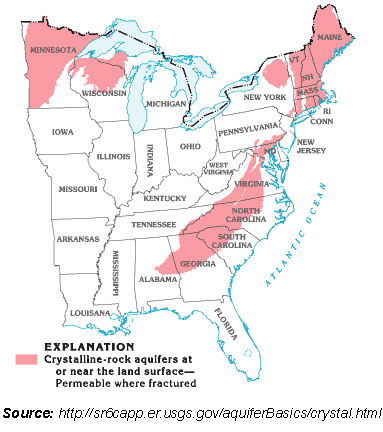 MAINE
MINNESOTA
VT
NH
WISCONSIN
MASS
NEW YORK
MICHIGAN
RI
CONN
IOWA
PENNSYLVANIA
NEW
JERSEY
OHIO
ILLINOIS
INDIANA
MD
WEST
VIRGINIA
VIRGINIA
MISSOURI
KENTUCKY
NORTH
CAROLINA
TENNESSEE
ATLANTIC OCEAN
ARKANSAS
SOUTH
CAROLINA
MISSISSIPPI
GEORGIA
ALABAMA
LOUSIANA
FLORIDA
EXPLANATION
Crystalline-rock aquifers at
or near the land surface—
Permeable where fractured
Source: http://sr6capp.er.usgs.gov/aquiferBasics/crystal.html